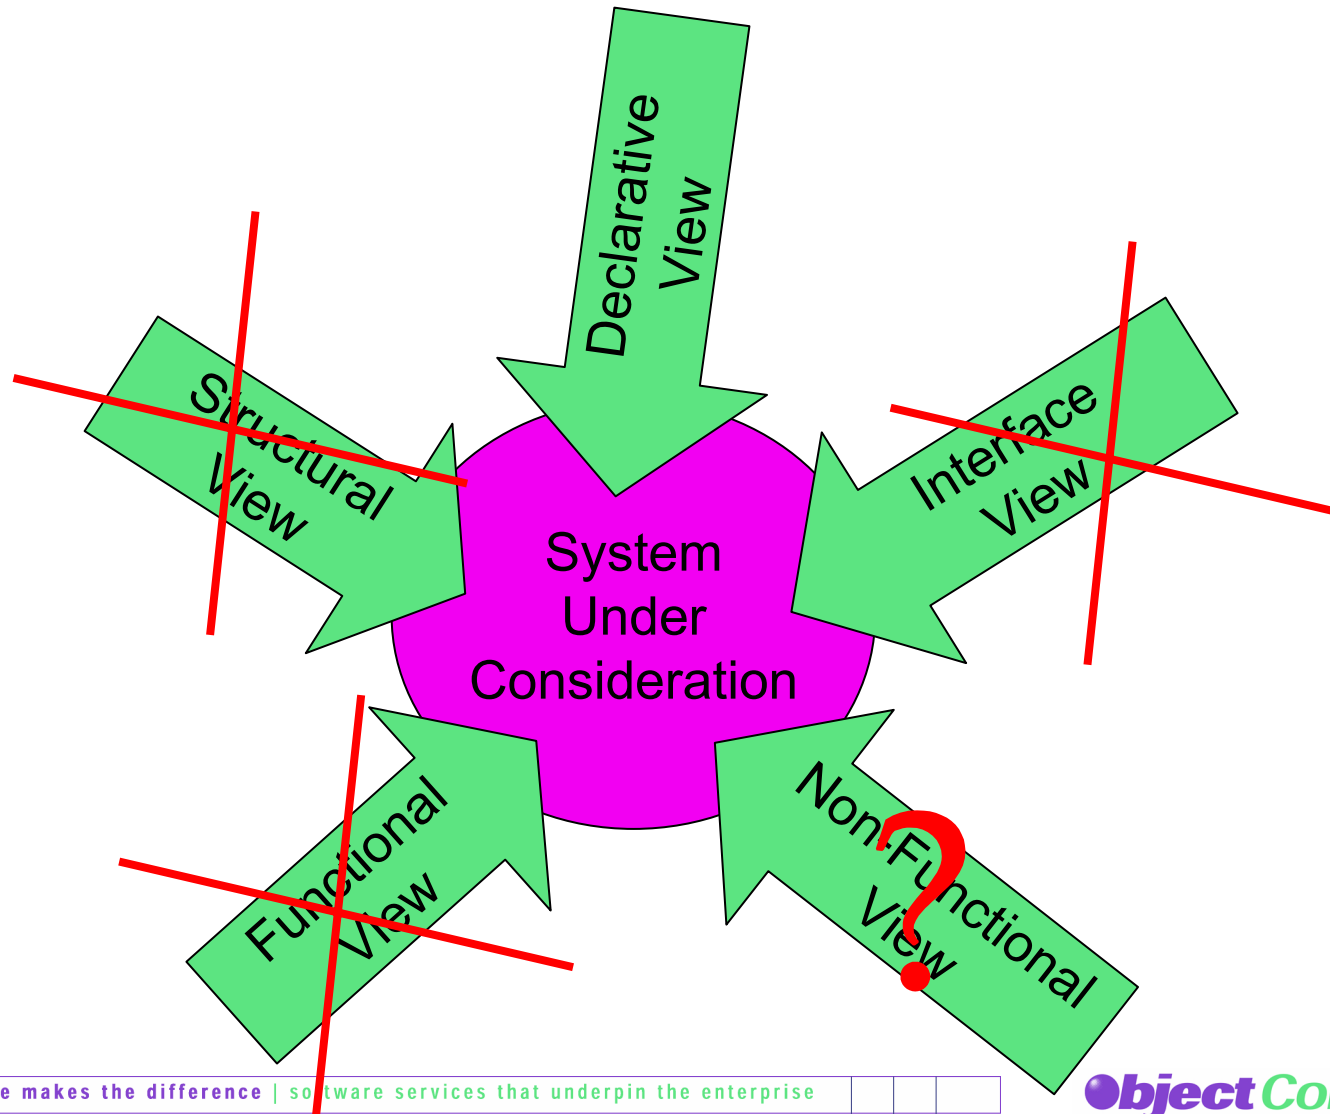 Declarative
View
Structural
View
Interface
View
System
Under
Consideration
Functional
View
Non-Functional
View
?
e makes the difference | software services that underpin the enterprise
Object Co